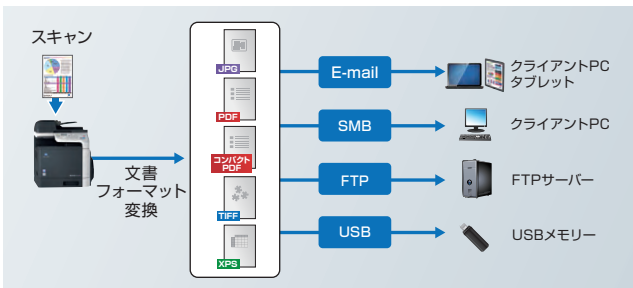 スキャン
文書
フォーマット
変換
JPG
PDF
コンパクト
PDF
TIFF
XPS
E-mail
クライアントPC
タブレット
SMB
クライアントPC
FTP
FTPサーバー
USB
USBメモリー